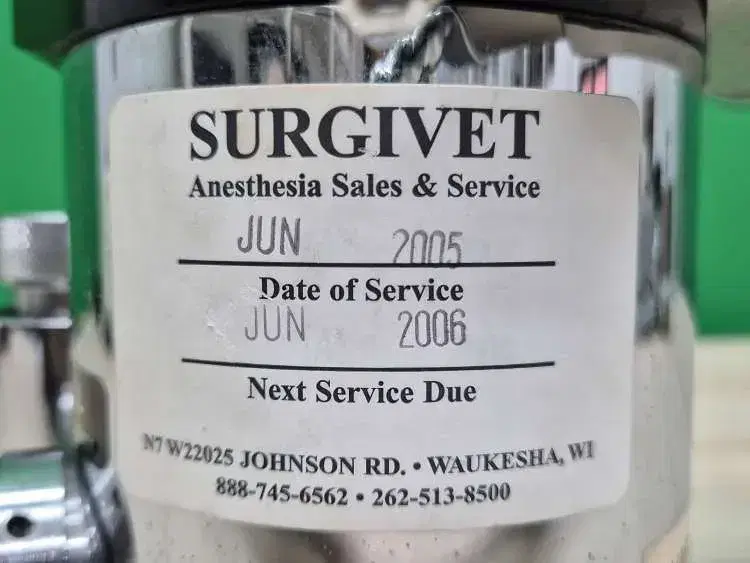 SURGIVET
Anesthesia Sales & Service
JUN 2005
Date of Service
JUN 2006
Next Service Due
N7 W22025 JOHNSON RD. • WAUKESHA, WI
888-745-6562 • 262-513-8500